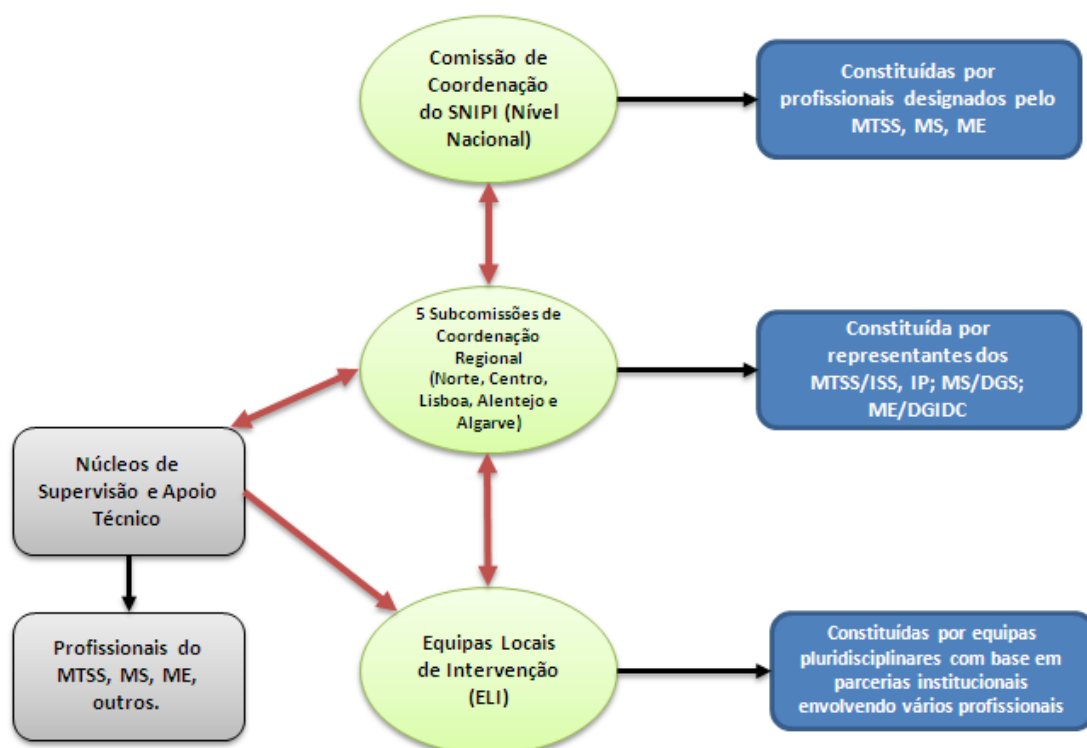 Comissão de
Coordenação
do SNIPI (Nível
Nacional)
Constituídas por
profissionais designados pelo
MTSS, MS, ME
5 Subcomissões de
Coordenação
Regional
(Norte, Centro,
Lisboa, Alentejo e
Algarve)
Constituída por
representantes dos
MTSS/ISS, IP; MS/DGS;
ME/DGIDC
Núcleos de
Supervisão e Apoio
Técnico
Profissionais do
MTSS, MS, ME,
outros.
Equipas Locais
de Intervenção
(ELI)
Constituídas por equipas
pluridisciplinares com base em
parcerias institucionais
envolvendo vários profissionais